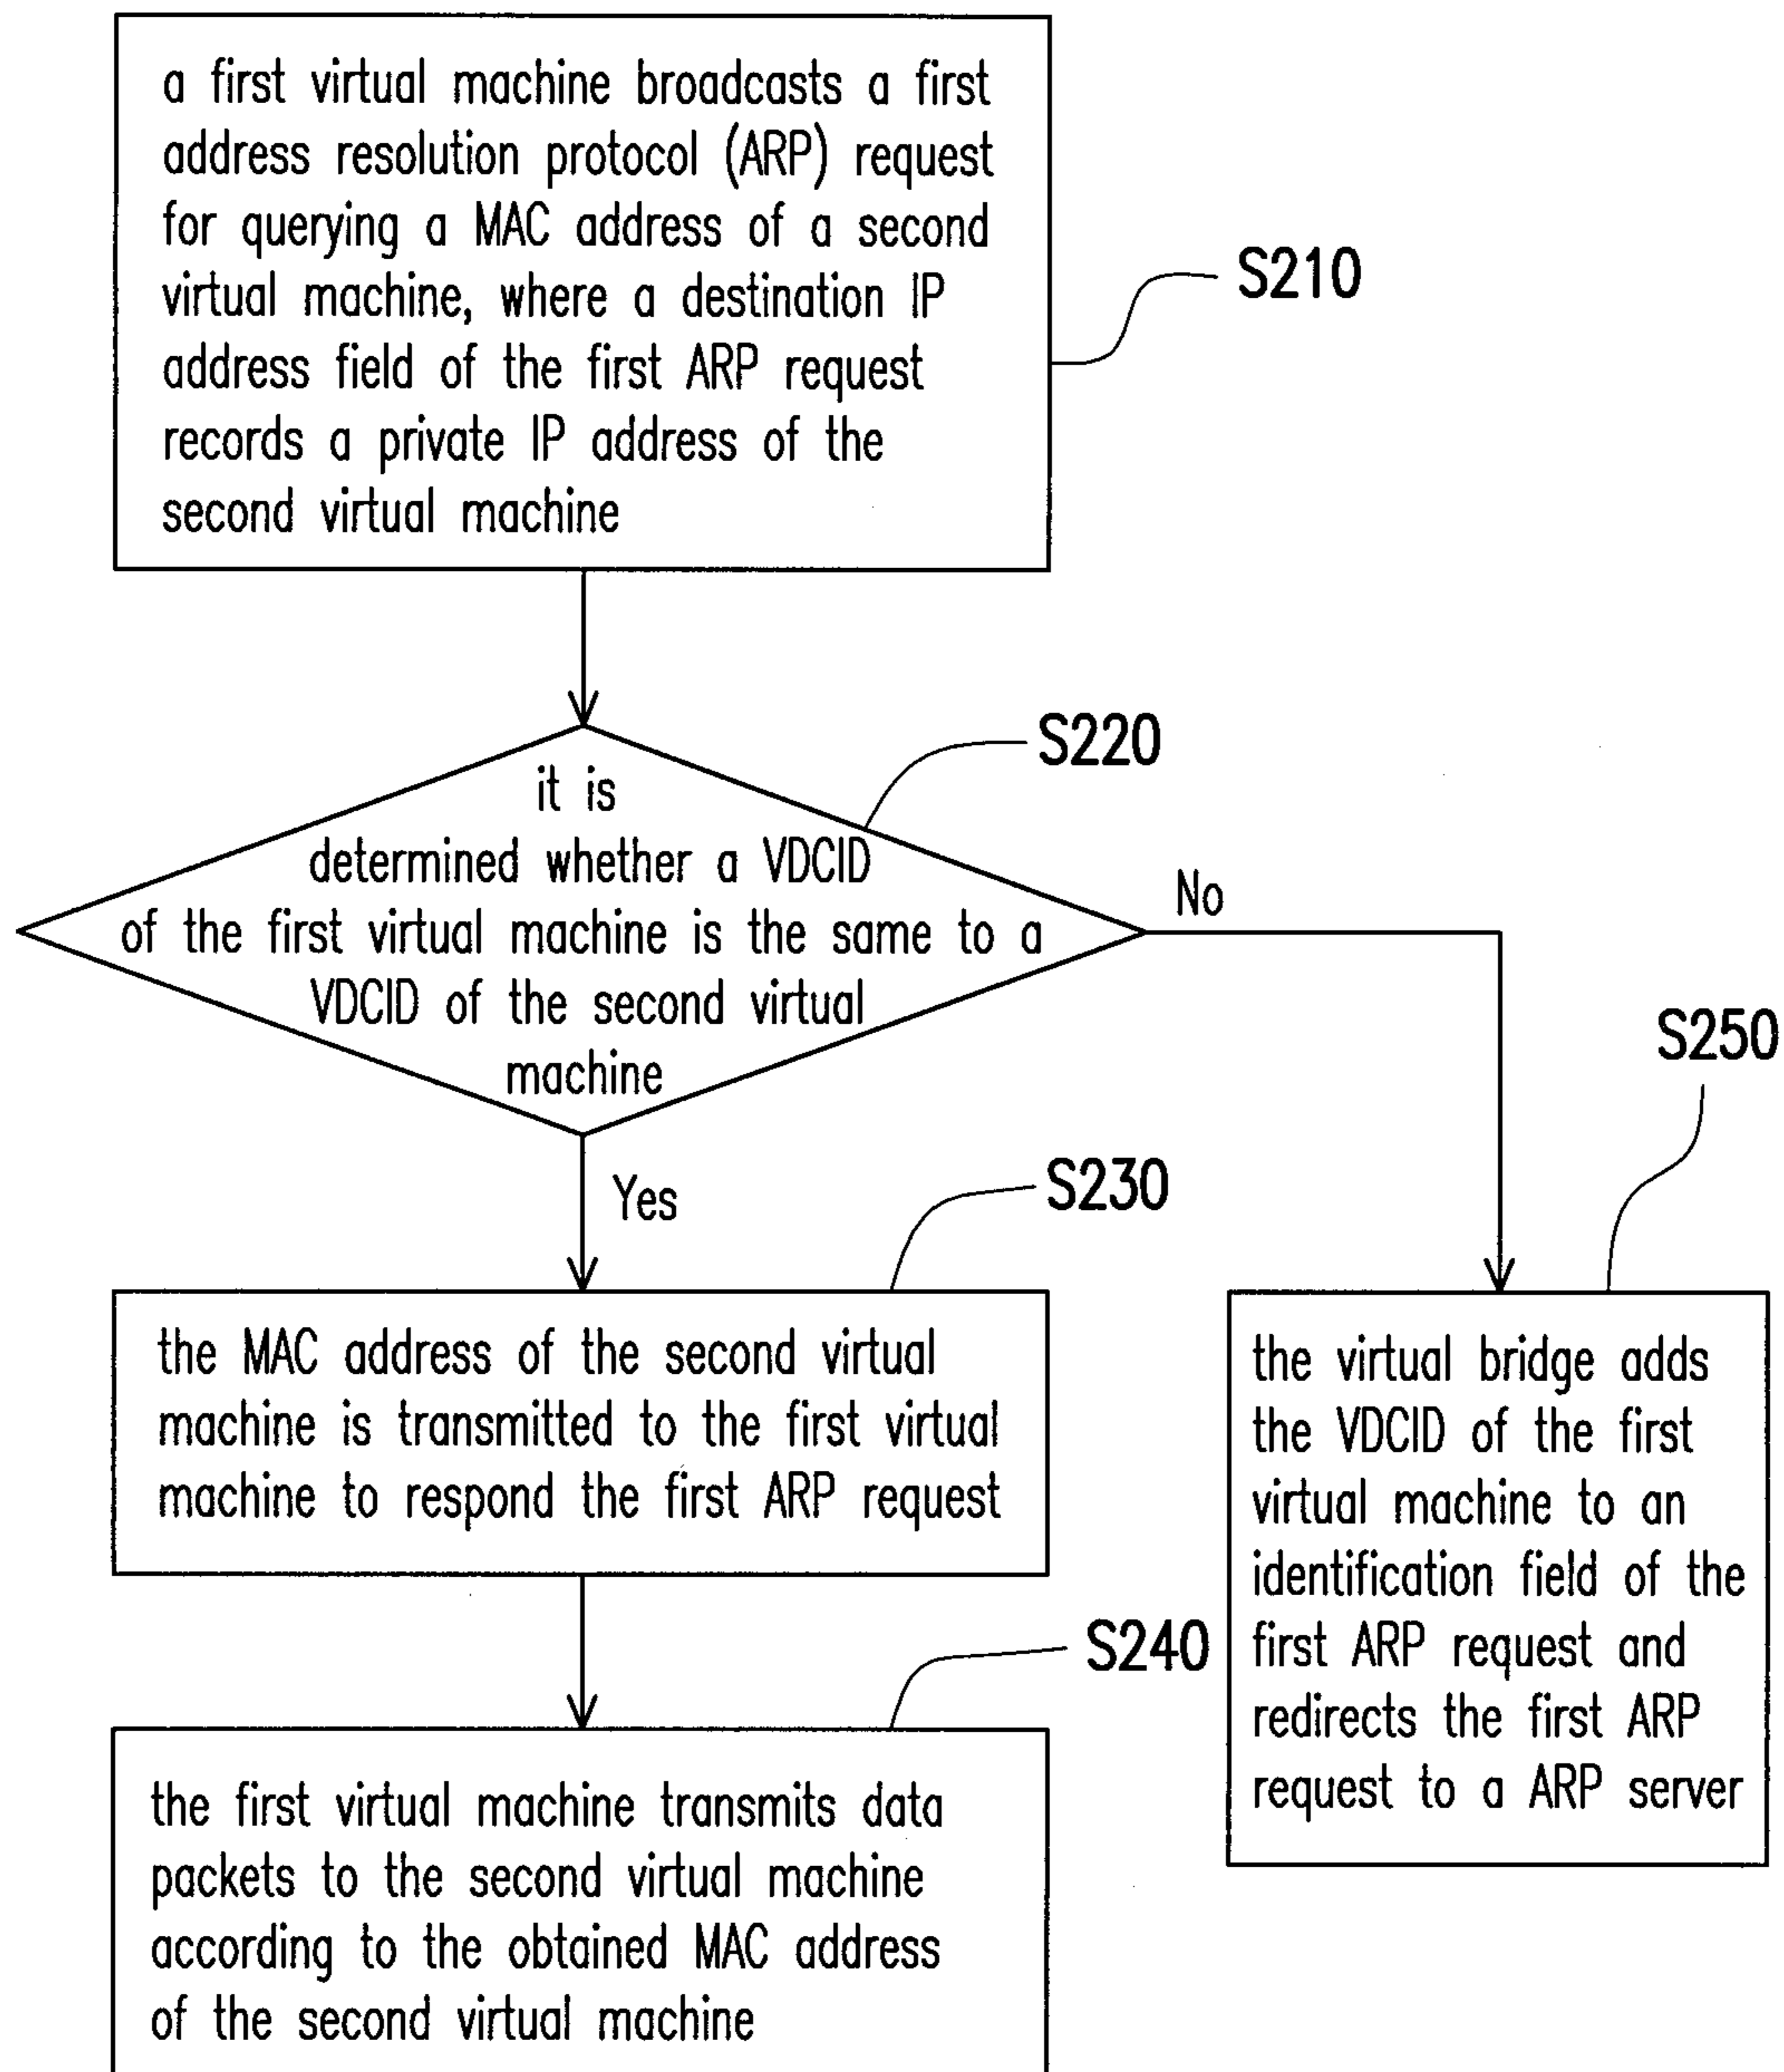 a first virtual machine broadcasts a first
address resolution protocol (ARP) request
for querying a MAC address of a second
virtual machine, where a destination IP
address field of the first ARP request
records a private IP address of the
second virtual machine
S210
S220
it is
determined whether a VDCID
of the first virtual machine is the same to a
VDCID of the second virtual
machine
No
Yes
S230
the MAC address of the second virtual
machine is transmitted to the first virtual
machine to respond the first ARP request
S240
the first virtual machine transmits data
packets to the second virtual machine
according to the obtained MAC address
of the second virtual machine
S250
the virtual bridge adds
the VDCID of the first
virtual machine to an
identification field of the
first ARP request and
redirects the first ARP
request to a ARP server